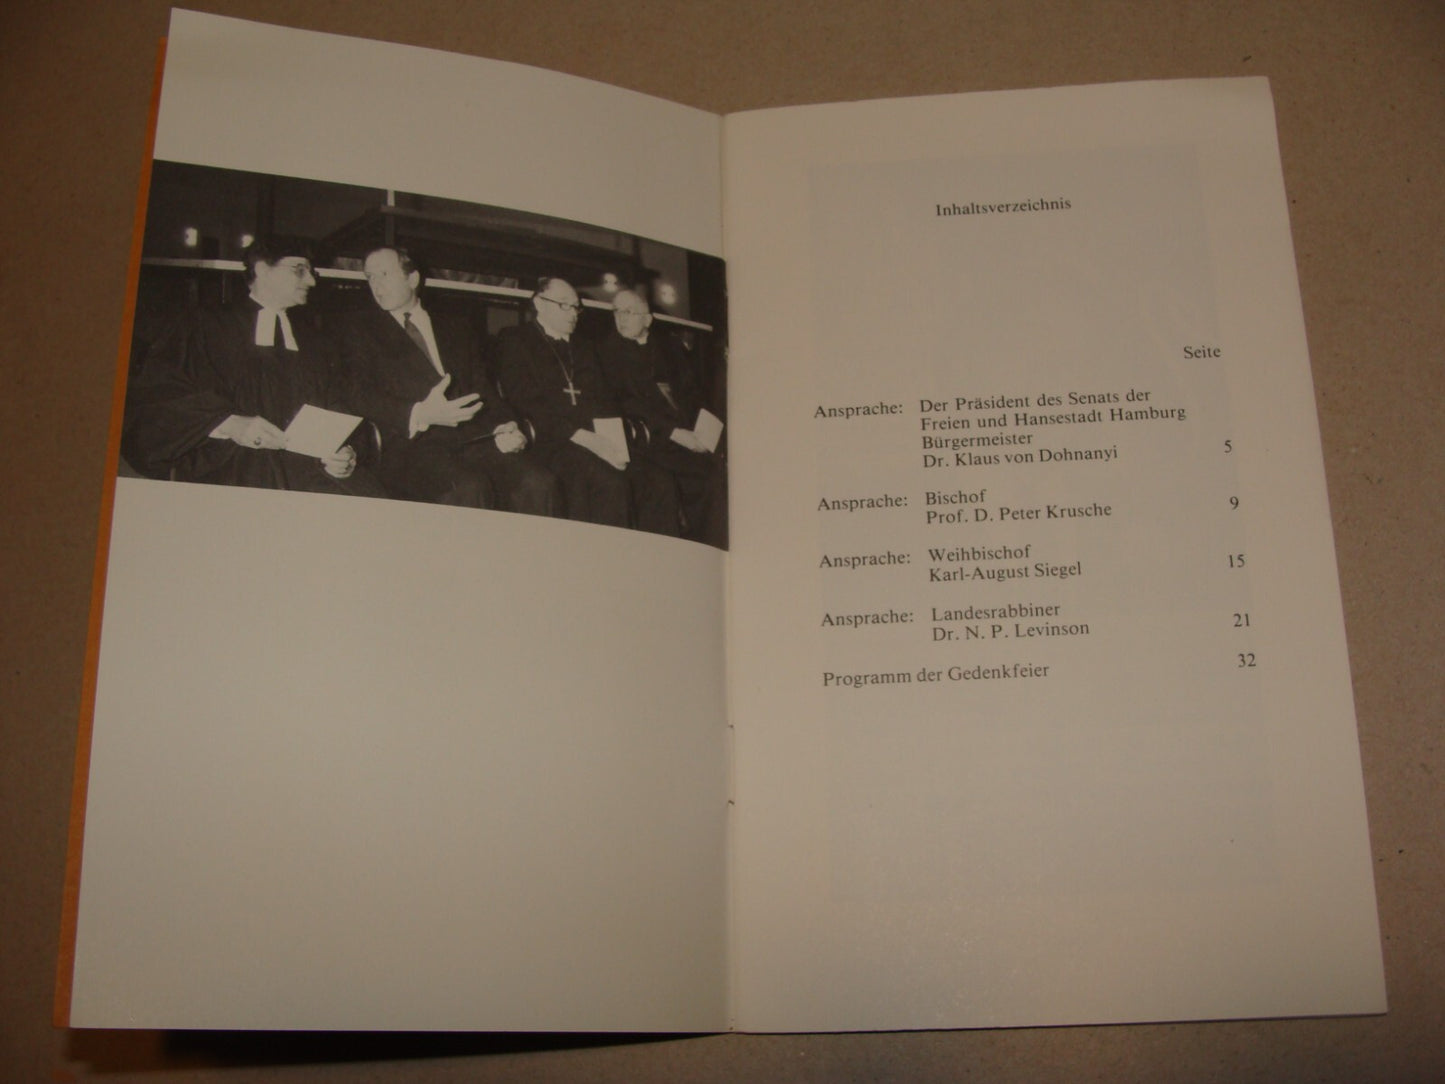 Inhaltsverzeichnis
Seite
Ansprache: Der Präsident des Senats der
Freien und Hansestadt Hamburg
Bürgermeister
Dr. Klaus von Dohnanyi 5
Ansprache: Bischof
Prof. D. Peter Krusche 9
Ansprache: Weihbischof
Karl-August Siegel 15
Ansprache: Landesrabbiner
Dr. N. P. Levinson 21
Programm der Gedenkfeier 32